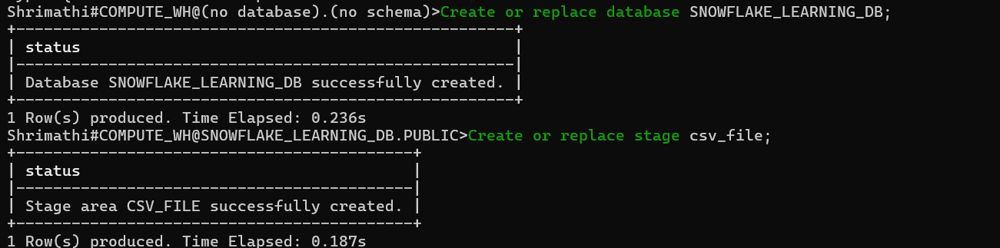 Shrimathi#COMPUTE_WH@(no database).(no schema)>Create or replace database SNOWFLAKE_LEARNING_DB;
+------------------------------------------------------+
| status                                               |
|------------------------------------------------------|
| Database SNOWFLAKE_LEARNING_DB successfully created. |
+------------------------------------------------------+
1 Row(s) produced. Time Elapsed: 0.236s
Shrimathi#COMPUTE_WH@SNOWFLAKE_LEARNING_DB.PUBLIC>Create or replace stage csv_file;
+-------------------------------------------+
| status                                    |
|-------------------------------------------|
| Stage area CSV_FILE successfully created. |
+-------------------------------------------+
1 Row(s) produced. Time Elapsed: 0.187s